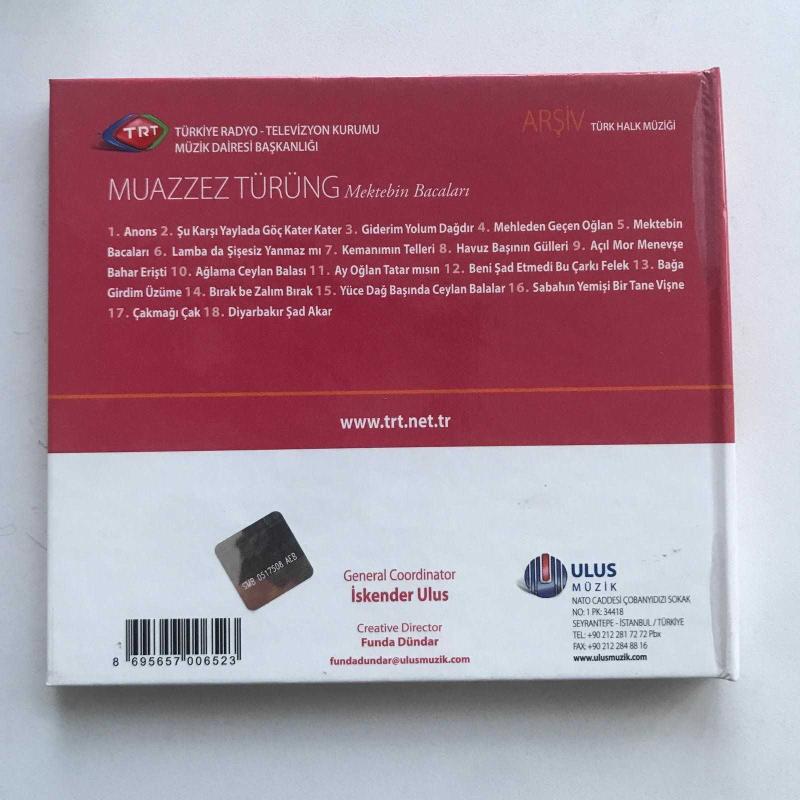 TRT
TÜRKİYE RADYO - TELEVİZYON KURUMU
MÜZİK DAİRESİ BAŞKANLIĞI
ARŞİV TÜRK HALK MÜZİĞİ
MUAZZEZ TÜRÜNG Mektebin Bacaları
1. Anons 2. Şu Karşı Yaylada Göç Kater Kater 3. Giderim Yolum Dağdır 4. Mehleden Geçen Oğlan 5. Mektebin
Bacaları 6. Lamba da Şişesiz Yanmaz mı 7. Kemanımın Telleri 8. Havuz Başının Gülleri 9. Açıl Mor Menevşe
Bahar Erişti 10. Ağlama Ceylan Balası 11. Ay Oğlan Tatar mısın 12. Beni Şad Etmedi Bu Çarkı Felek 13. Bağa
Girdim Üzüme 14. Bırak be Zalım Bırak 15. Yüce Dağ Başında Ceylan Balalar 16. Sabahın Yemişi Bir Tane Vişne
17. Çakmağı Çak 18. Diyarbakır Şad Akar
www.trt.net.tr
SMB 0517508 AEB
General Coordinator
İskender Ulus
Creative Director
Funda Dündar
fundadundar@ulusmuzik.com
8 695657 006523
ULUS
MÜZİK
NATO CADDESİ ÇOBANYIDIZI SOKAK
NO: 1 PK: 34418
SEYRANTEPE - İSTANBUL / TÜRKİYE
TEL: +90 212 281 72 72 Pbx
FAX: +90 212 284 88 16
www.ulusmuzik.com